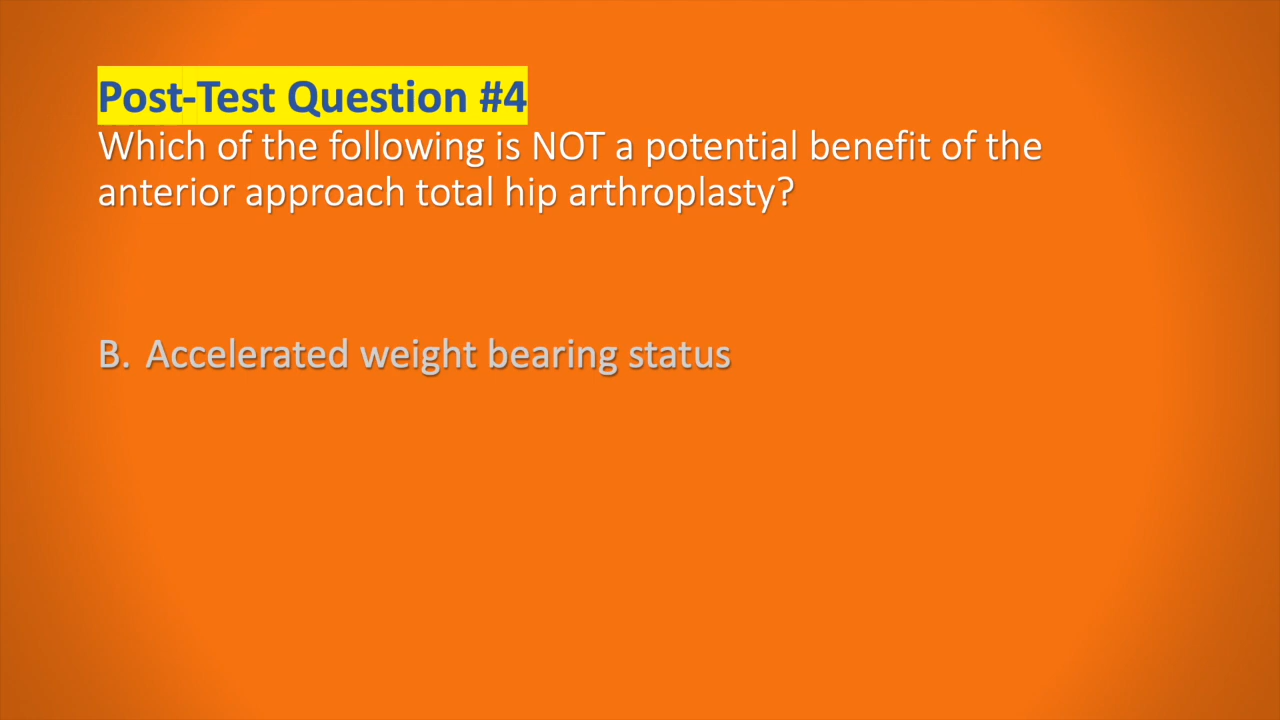 Post-Test Question #4
Which of the following is NOT a potential benefit of the
anterior approach total hip arthroplasty?
B. Accelerated weight bearing status